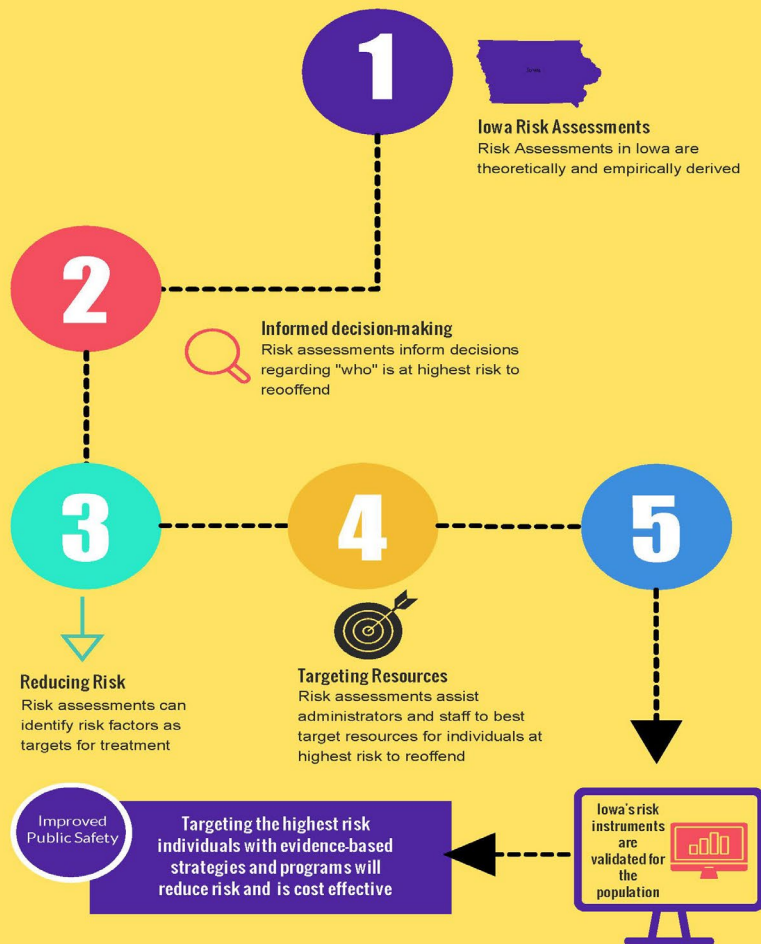 1
Iowa Risk Assessments
Risk Assessments in Iowa are
theoretically and empirically derived
2
Informed decision-making
Risk assessments inform decisions
regarding "who" is at highest risk to
reooffend
3
4
5
Reducing Risk
Risk assessments can
identify risk factors as
targets for treatment
Targeting Resources
Risk assessments assist
administrators and staff to best
target resources for individuals at
highest risk to reoffend
Iowa's risk
instruments
are
validated for
the
population
Improved
Public Safety
Targeting the highest risk
individuals with evidence-based
strategies and programs will
reduce risk and is cost effective